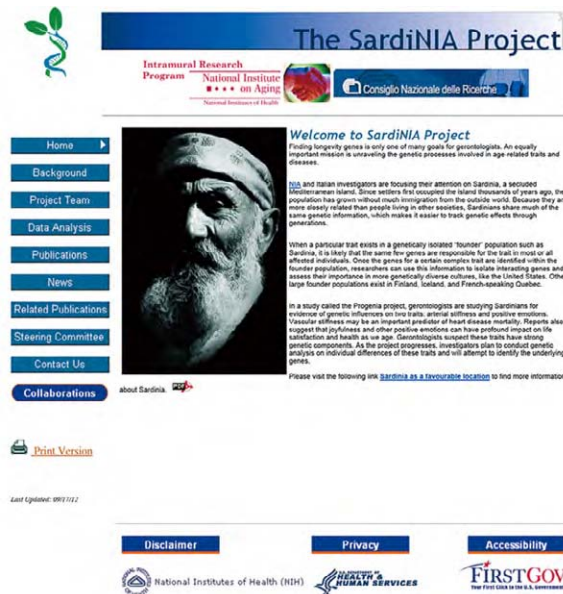 The SardiNIA Project
Intramural Research
Program
National Institute
on Aging
National Institutes of Health
Consiglio Nazionale delle Ricerche
Home
Background
Project Team
Data Analysis
Publications
News
Related Publications
Steering Committee
Contact Us
Collaborations
Print Version
Last Updated: 09/17/12
Welcome to SardiNIA Project
Finding longevity genes is only one of many goals for gerontologists. An equally
important mission is unraveling the genetic processes involved in age-related traits and
diseases.
NIA and Italian investigators are focusing their attention on Sardinia, a secluded
Mediterranean island. Since settlers first occupied the island thousands of years ago, the
population has grown without much immigration from the outside world. Because they ar
more closely related than people living in other societies, Sardinians share much of the
same genetic information, which makes it easier to track genetic effects through
generations.
When a particular trait exists in a genetically isolated "founder" population such as
Sardinia, it is likely that the same few genes are responsible for the trait in most or all
affected individuals. Once the genes for a certain complex trait are identified within the
founder population, researchers can use this information to isolate interacting genes and
assess their importance in more genetically diverse cultures, like the United States. Othe
large founder populations exist in Finland, Iceland, and French-speaking Quebec.
In a study called the Progenia project, gerontologists are studying Sardinians for
evidence of genetic influences on two traits: arterial stiffness and positive emotions.
Vascular stiffness may be an important predictor of heart disease mortality. Reports also
suggest that joyfulness and other positive emotions can have profound impact on life
satisfaction and health as we age. Gerontologists suspect these traits have strong
genetic components. As the project progresses, investigators plan to conduct genetic
analysis on individual differences of these traits and will attempt to identify the underlying
genes.
Please visit the following link Sardinia as a favourable location to find more information
about Sardinia. PDF
Disclaimer
Privacy
Accessibility
National Institutes of Health (NIH)
U.S. DEPARTMENT OF
HEALTH &
HUMAN SERVICES
FIRSTGOV
Your First Click to the U.S. Government